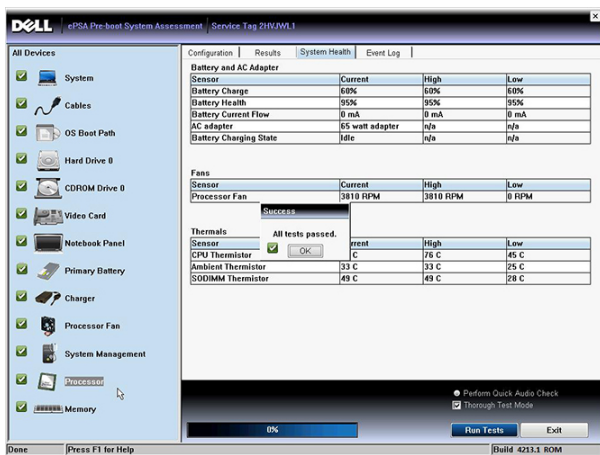 DELL ePSA Pre-boot System Assessment Service Tag 2HVJWL1
All Devices
System
Cables
OS Boot Path
Hard Drive 0
CDROM Drive 0
Video Card
Notebook Panel
Primary Battery
Charger
Processor Fan
System Management
Processor
Memory
Configuration Results System Health Event Log
Battery and AC Adapter
Sensor Current High Low
Battery Charge 60% 60% 60%
Battery Health 95% 95% 95%
Battery Current Flow 0 mA 0 mA 0 mA
AC adapter 65 watt adapter n/a n/a
Battery Charging State Idle n/a n/a
Fans
Sensor Current High Low
Processor Fan 3810 RPM 3810 RPM 0 RPM
Success
All tests passed.
OK
Thermals
Sensor rrent High Low
CPU Thermistor C 76 C 45 C
Ambient Thermistor 33 C 33 C 25 C
SODIMM Thermistor 49 C 49 C 28 C
Perform Quick Audio Check
Thorough Test Mode
0% Run Tests Exit
Done Press F1 for Help Build 4213.1 ROM